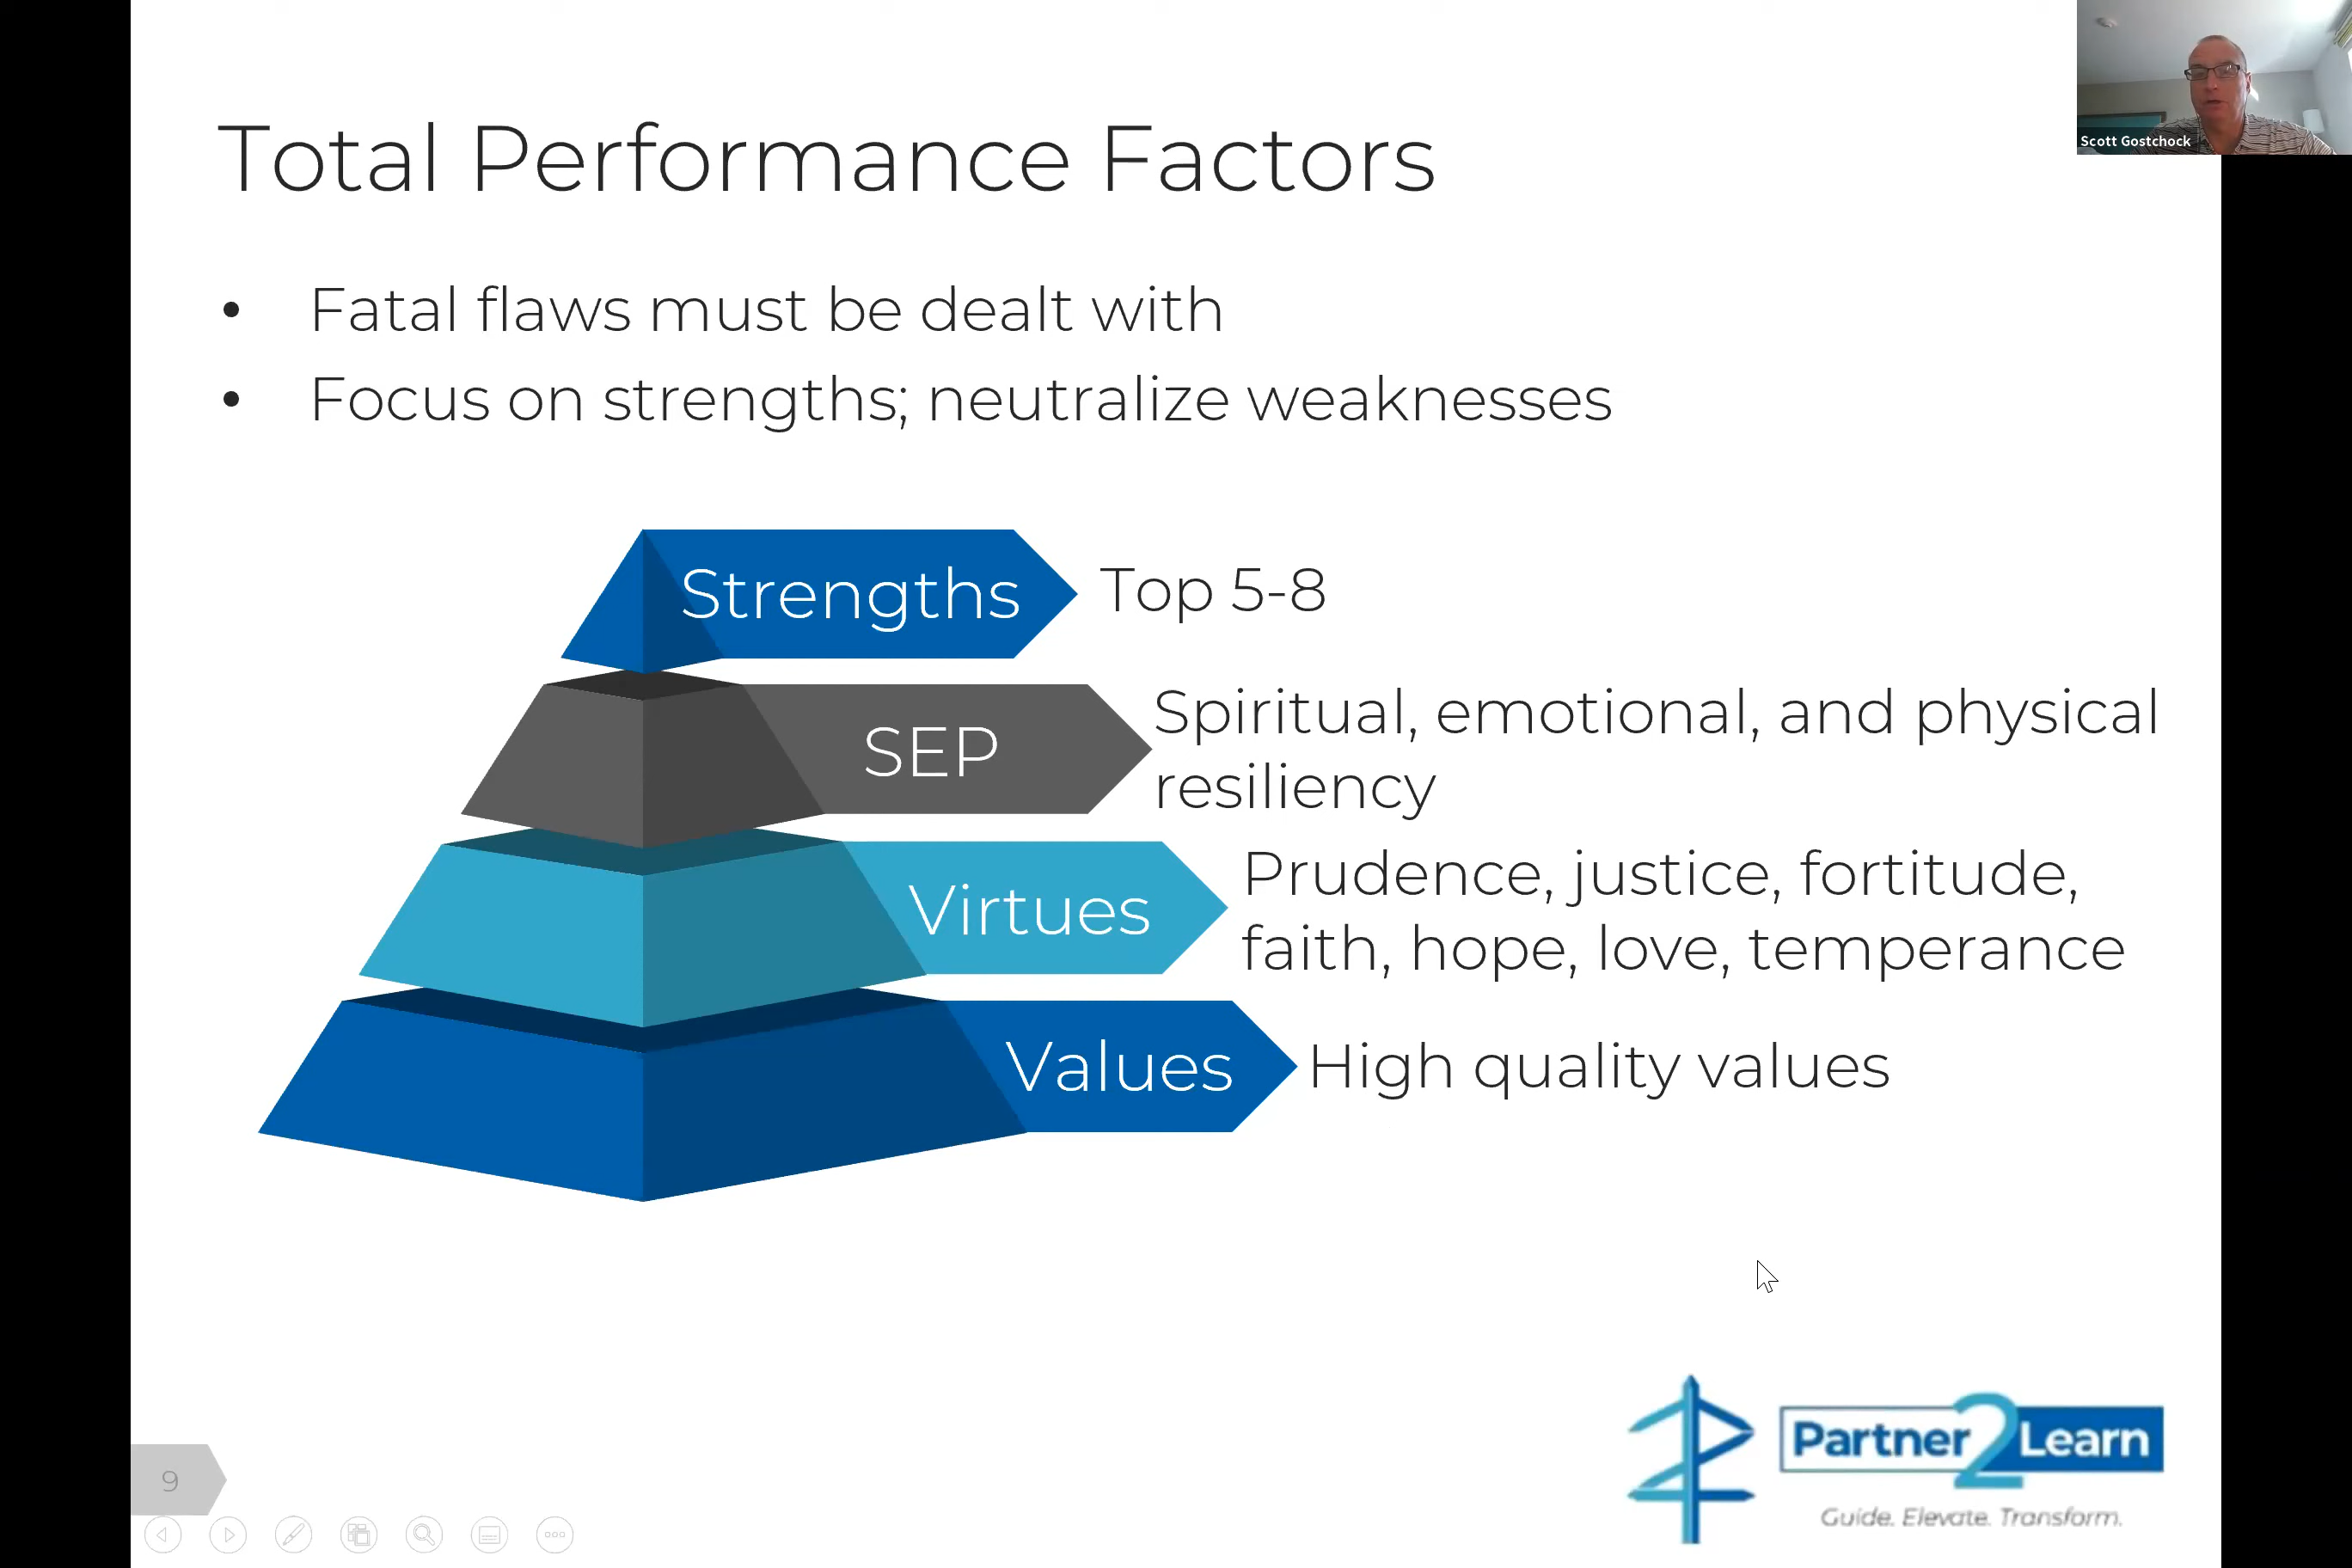 Scott Gostchock
Total Performance Factors
• Fatal flaws must be dealt with
• Focus on strengths; neutralize weaknesses
Strengths
Top 5-8
SEP
Spiritual, emotional, and physical
resiliency
Virtues
Prudence, justice, fortitude,
faith, hope, love, temperance
Values
High quality values
Partner2Learn
Guide. Elevate. Transform.
9